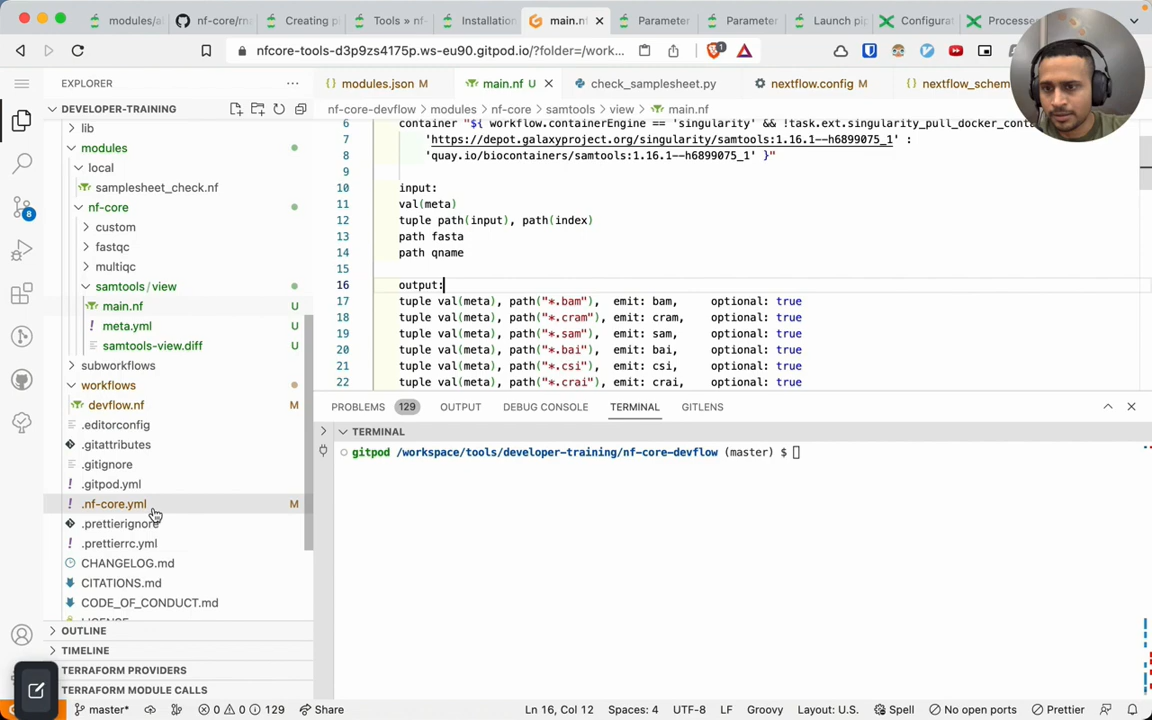 modules/al
nf-core/rn
Creating p
Tools » nf-
Installation
main.nf
Parameter
Parameter
Launch pip
Configurat
Processes
nfcore-tools-d3p9zs4175p.ws-eu90.gitpod.io/?folder=/work...
EXPLORER
modules.json M
main.nf U
check_samplesheet.py
nextflow.config M
nextflow_schem
DEVELOPER-TRAINING
nf-core-devflow > modules > nf-core > samtools > view > main.nf
lib
modules
local
samplesheet_check.nf
nf-core
custom
fastqc
multiqc
samtools/view
main.nf U
meta.yml U
samtools-view.diff U
subworkflows
workflows
devflow.nf M
.editorconfig
.gitattributes
.gitignore
.gitpod.yml
.nf-core.yml M
.prettierignore
.prettierrc.yml
CHANGELOG.md
CITATIONS.md
CODE_OF_CONDUCT.md
LICENSE
OUTLINE
TIMELINE
TERRAFORM PROVIDERS
TERRAFORM MODULE CALLS
6 container "${ workflow.containerEngine == 'singularity' && !task.ext.singularity_pull_docker_conta
7 'https://depot.galaxyproject.org/singularity/samtools:1.16.1--h6899075_1' :
8 'quay.io/biocontainers/samtools:1.16.1--h6899075_1' }"
9
10 input:
11 val(meta)
12 tuple path(input), path(index)
13 path fasta
14 path qname
15
16 output:
17 tuple val(meta), path("*.bam"), emit: bam, optional: true
18 tuple val(meta), path("*.cram"), emit: cram, optional: true
19 tuple val(meta), path("*.sam"), emit: sam, optional: true
20 tuple val(meta), path("*.bai"), emit: bai, optional: true
21 tuple val(meta), path("*.csi"), emit: csi, optional: true
22 tuple val(meta), path("*.crai"), emit: crai, optional: true
PROBLEMS 129 OUTPUT DEBUG CONSOLE TERMINAL GITLENS
TERMINAL
gitpod /workspace/tools/developer-training/nf-core-devflow (master) $
8
1
master* 0 0 129 Share
Ln 16, Col 12 Spaces: 4 UTF-8 LF Groovy Layout: U.S. Spell No open ports Prettier